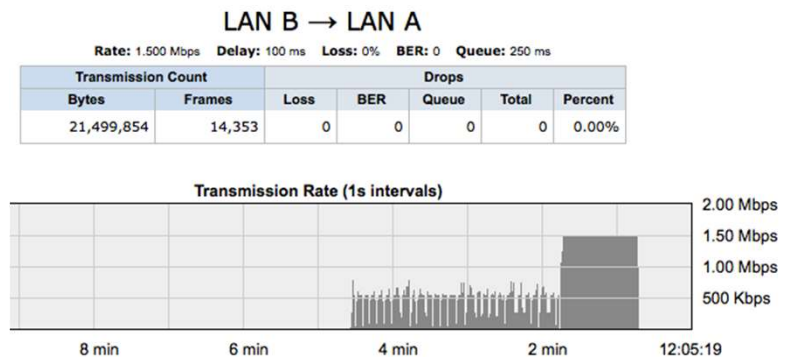 LAN B → LAN A
Rate: 1.500 Mbps Delay: 100 ms Loss: 0% BER: 0 Queue: 250 ms
Transmission Count Drops
Bytes Frames Loss BER Queue Total Percent
21,499,854 14,353 0 0 0 0 0.00%
Transmission Rate (1s intervals)
2.00 Mbps
1.50 Mbps
1.00 Mbps
500 Kbps
8 min 6 min 4 min 2 min 12:05:19